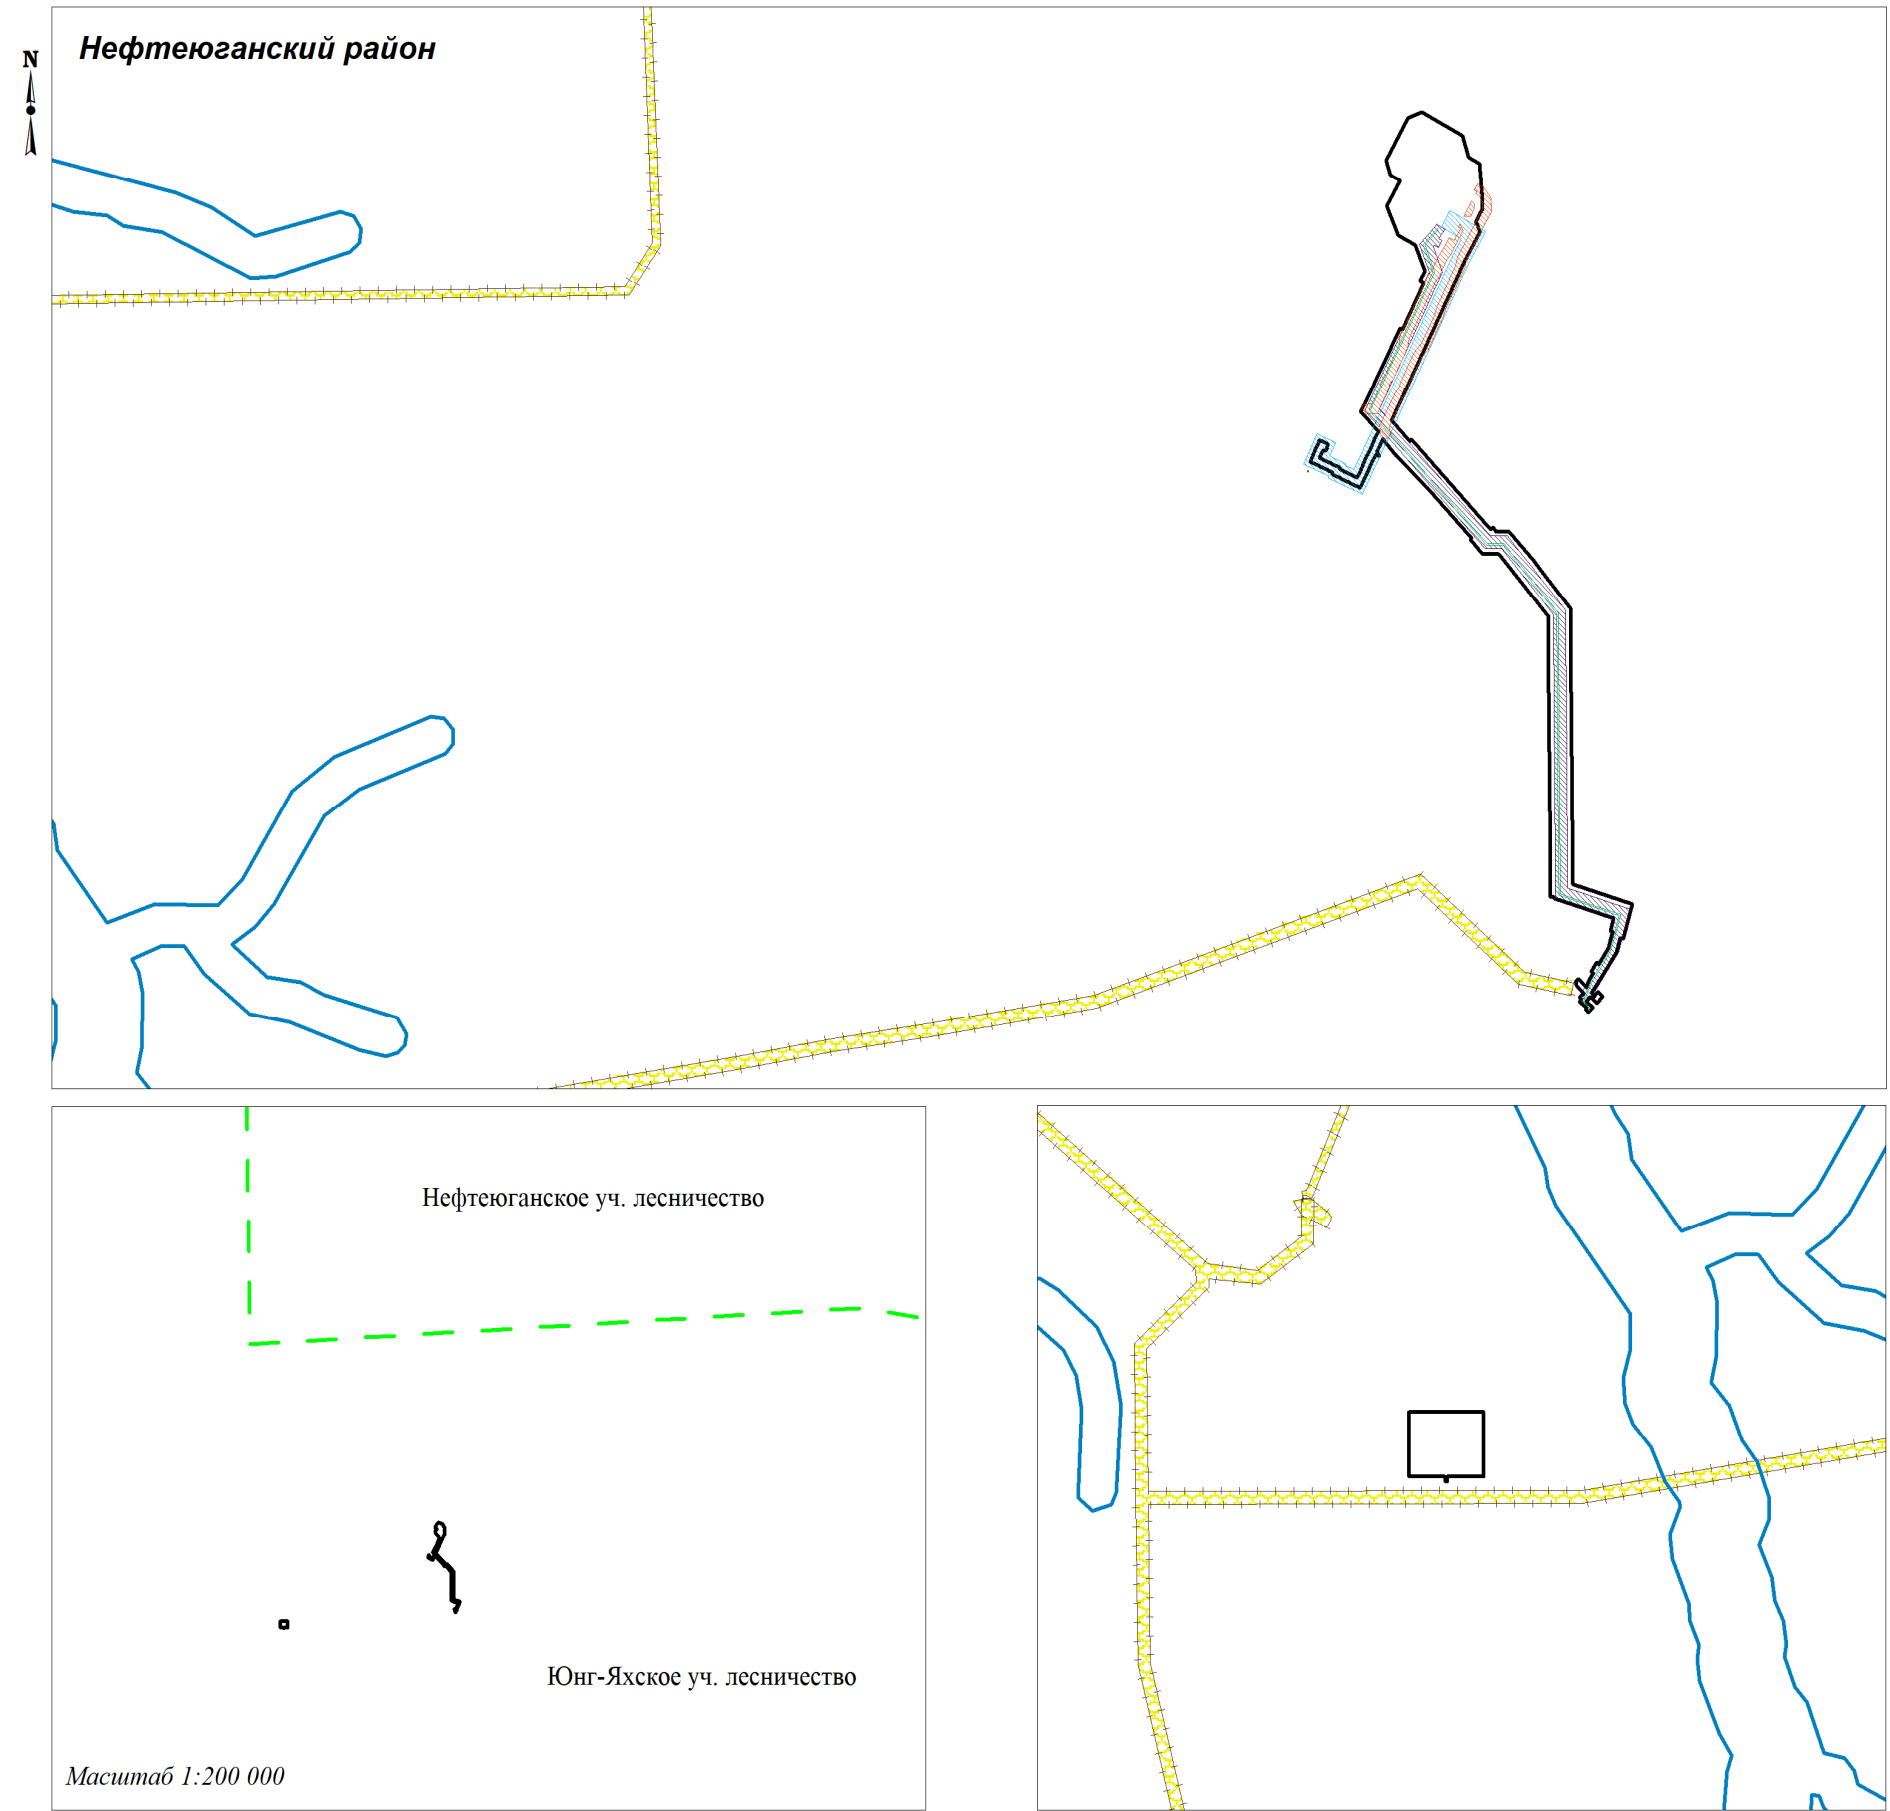 Нефтеюганский район
N
Нефтеюганское уч. лесничество
Юнг-Яхское уч. лесничество
Масштаб 1:200 000